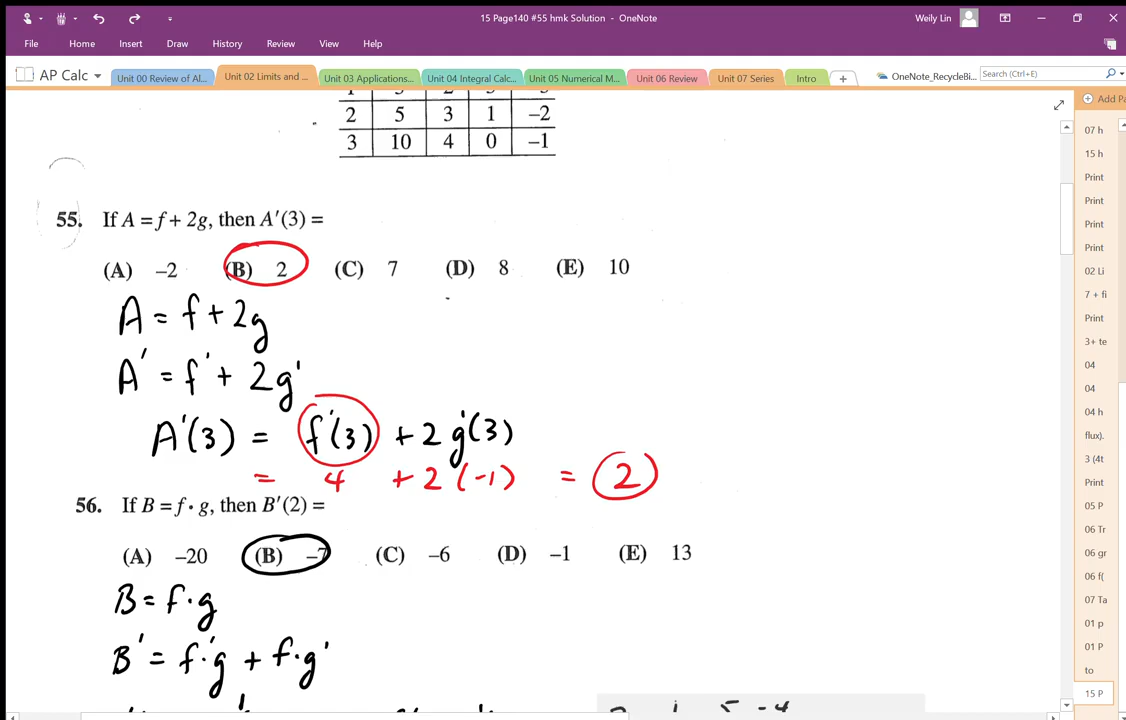 15 Page140 #55 hmk Solution - OneNote
Weily Lin
File Home Insert Draw History Review View Help
AP Calc
Unit 00 Review of Al...
Unit 02 Limits and ...
Unit 03 Applications...
Unit 04 Integral Calc...
Unit 05 Numerical M...
Unit 06 Review
Unit 07 Series
Intro
OneNote_RecycleBi...
Search (Ctrl+E)
Add Pa
2 5 3 1 –2
3 10 4 0 –1
55. If A = f + 2g, then A′(3) =
(A) –2 (B) 2 (C) 7 (D) 8 (E) 10
A = f + 2g
A' = f' + 2g'
A'(3) = f'(3) + 2g'(3)
= 4 + 2(-1) = 2
56. If B = f • g, then B′(2) =
(A) –20 (B) –7 (C) –6 (D) –1 (E) 13
B = f·g
B' = f'·g + f·g'
07 h
15 h
Print
Print
Print
Print
02 Li
7 + fi
Print
3+ te
04
04
04 h
flux).
3 (4t
Print
05 P
06 Tr
06 gr
06 f(
07 Ta
01 p
01 P
to
15 P